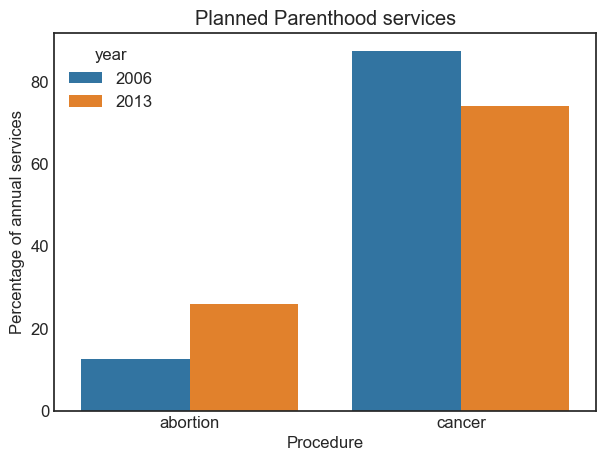 Planned Parenthood services
year
2006
2013
Percentage of annual services
80
60
40
20
0
abortion cancer
Procedure